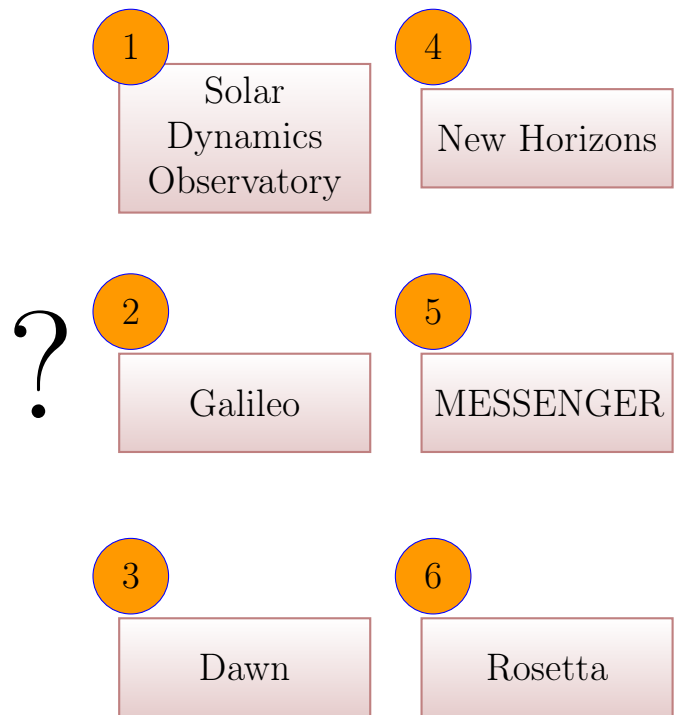 1
Solar
Dynamics
Observatory
4
New Horizons
?
2
Galileo
5
MESSENGER
3
Dawn
6
Rosetta